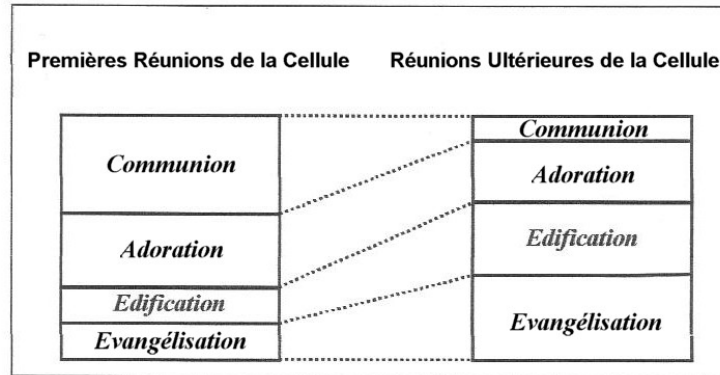 Premières Réunions de la Cellule
Réunions Ultérieures de la Cellule
Communion
Adoration
Edification
Evangélisation
Communion
Adoration
Edification
Evangélisation